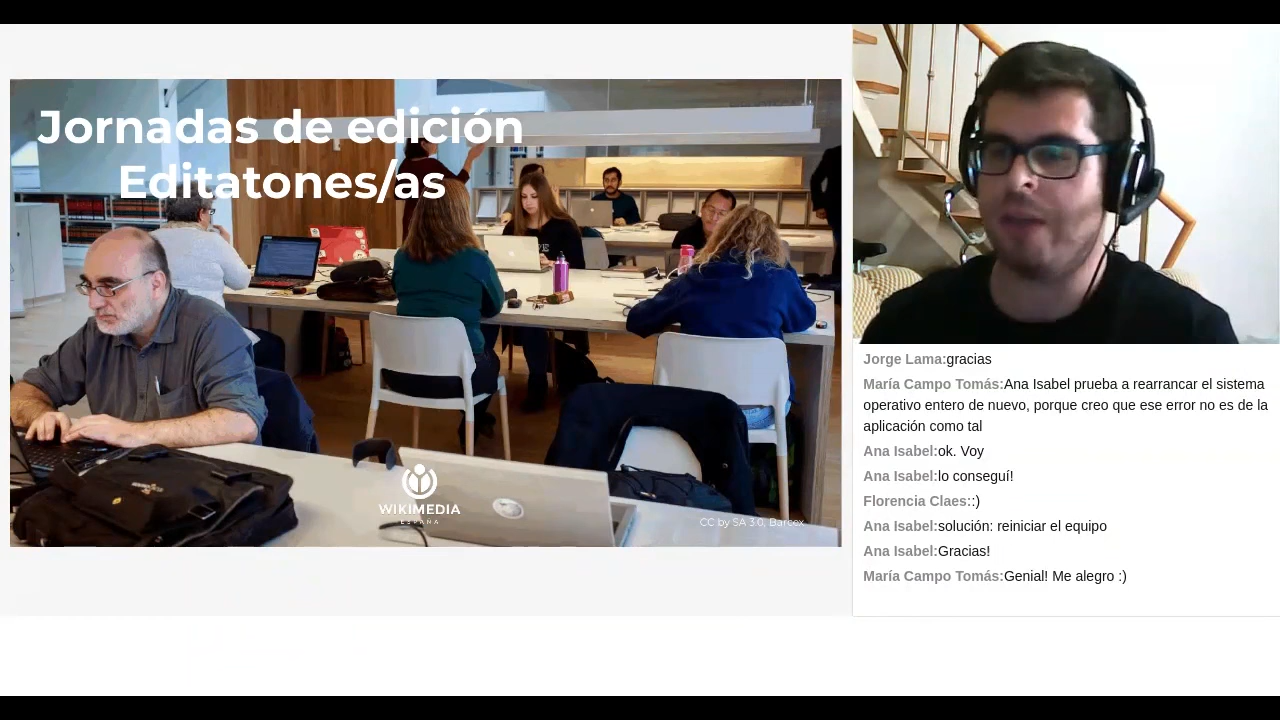 Jornadas de edición
Editatones/as
WIKIMEDIA
ESPAÑA
CC by SA 3.0, Barcex
Jorge Lama:gracias
María Campo Tomás:Ana Isabel prueba a rearrancar el sistema
operativo entero de nuevo, porque creo que ese error no es de la
aplicación como tal
Ana Isabel:ok. Voy
Ana Isabel:lo conseguí!
Florencia Claes::)
Ana Isabel:solución: reiniciar el equipo
Ana Isabel:Gracias!
María Campo Tomás:Genial! Me alegro :)